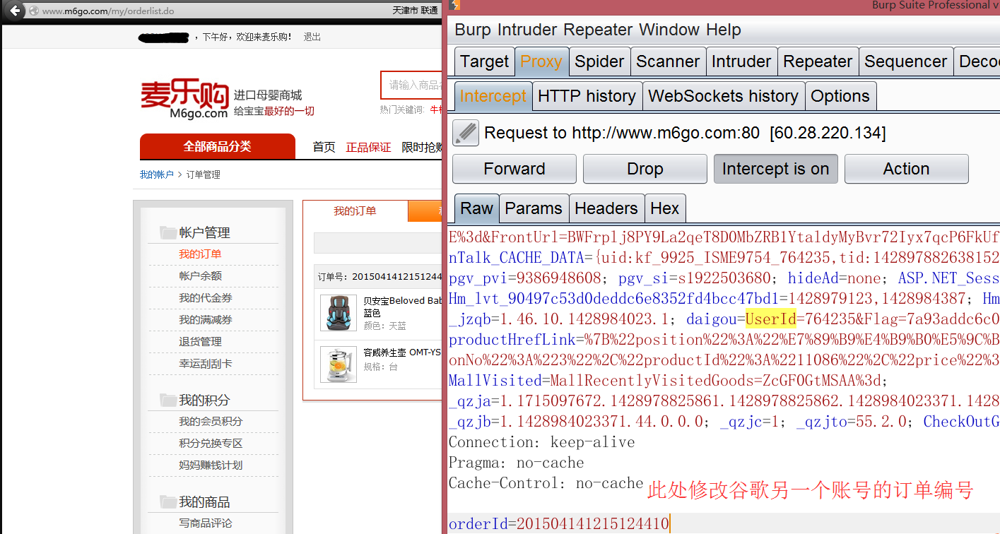 www.m6go.com/my/orderlist.do
天津市 联通
，下午好，欢迎来麦乐购！
退出
麦乐购
M6go.com
进口母婴商城
给宝宝最好的一切
请输入商品
热门关键词:
全部商品分类
首页
正品保证
限时抢购
我的帐户 > 订单管理
帐户管理
我的订单
帐户余额
我的代金券
我的满减券
退货管理
幸运刮刮卡
我的积分
我的会员积分
积分兑换专区
妈妈赚钱计划
我的商品
写商品评论
我的订单
订单号: 2015041412151244
贝安宝Beloved Bab
蓝色
颜色: 天蓝
容威养生壶 OMT-YS
规格: 台
Burp Suite Professional v
Burp Intruder Repeater Window Help
Target Proxy Spider Scanner Intruder Repeater Sequencer Deco
Intercept HTTP history WebSockets history Options
Request to http://www.m6go.com:80 [60.28.220.134]
Forward Drop Intercept is on Action
Raw Params Headers Hex
E%3d&FrontUrl=BWFrplj8PY9La2qeT8DOMbZRB1YtaldyMyBvr72Iyx7qcP6FkUf
nTalk_CACHE_DATA={uid:kf_9925_ISME9754_764235,tid:142897882638152
pgv_pvi=9386948608; pgv_si=s1922503680; hideAd=none; ASP.NET_Sess
Hm_lvt_90497c53d0deddc6e8352fd4bcc47bd1=1428979123,1428984387; Hm
_jzqb=1.46.10.1428984023.1; daigou=UserId=764235&Flag=7a93addc6c0
productHrefLink=%7B%22position%22%3A%22%E7%89%B9%E4%B9%B0%E5%9C%B
onNo%22%3A%223%22%2C%22productId%22%3A%2211086%22%2C%22price%22%3
MallVisited=MallRecentlyVisitedGoods=ZcGFOGtMSAA%3d;
_qzja=1.1715097672.1428978825861.1428978825862.1428984023371.1428
_qzjb=1.1428984023371.44.0.0.0; _qzjc=1; _qzjto=55.2.0; CheckOutG
Connection: keep-alive
Pragma: no-cache
Cache-Control: no-cache
此处修改谷歌另一个账号的订单编号
orderId=201504141215124410